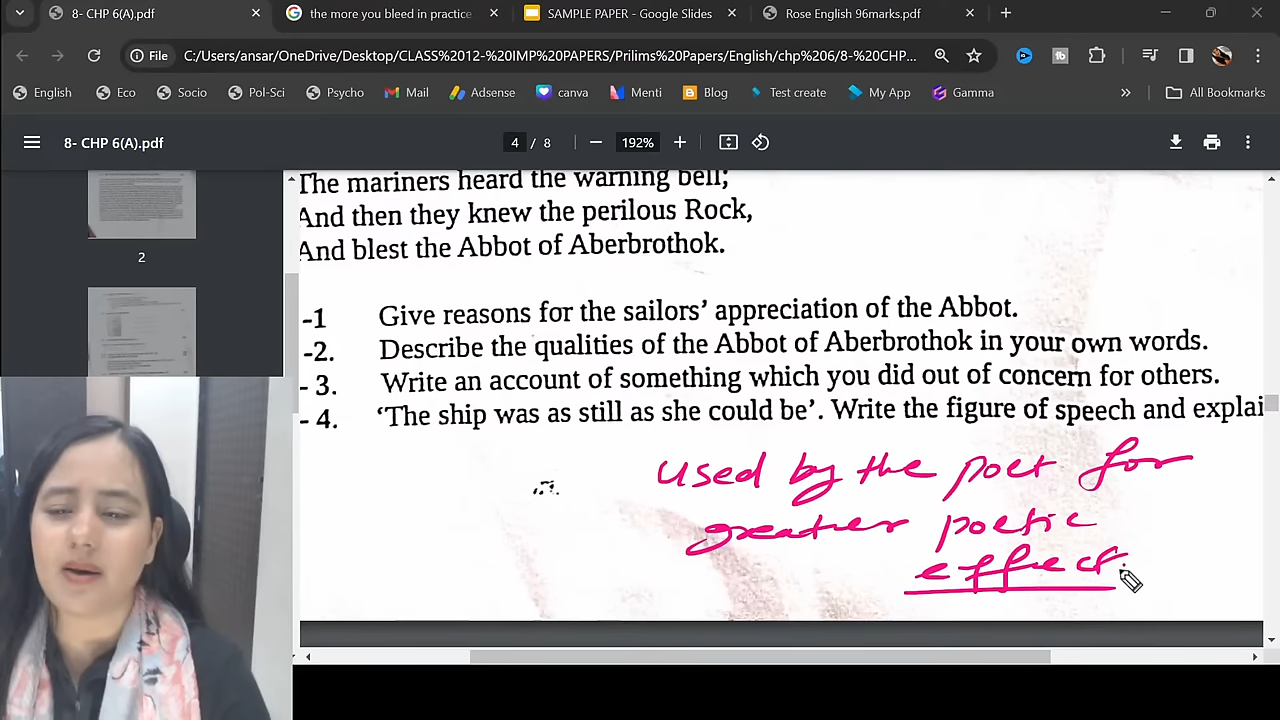 8- CHP 6(A).pdf
the more you bleed in practice
SAMPLE PAPER - Google Slides
Rose English 96marks.pdf
File
C:/Users/ansar/OneDrive/Desktop/CLASS%2012-%20IMP%20PAPERS/Prilims%20Papers/English/chp%206/8-%20CHP...
English
Eco
Socio
Pol-Sci
Psycho
Mail
Adsense
canva
Menti
Blog
Test create
My App
Gamma
»
All Bookmarks
8- CHP 6(A).pdf
4 / 8
192%
2
The mariners heard the warning bell;
And then they knew the perilous Rock,
And blest the Abbot of Aberbrothok.
-1 Give reasons for the sailors' appreciation of the Abbot.
-2. Describe the qualities of the Abbot of Aberbrothok in your own words.
- 3. Write an account of something which you did out of concern for others.
- 4. 'The ship was as still as she could be'. Write the figure of speech and explai
used by the poet for
greater poetic
effect.